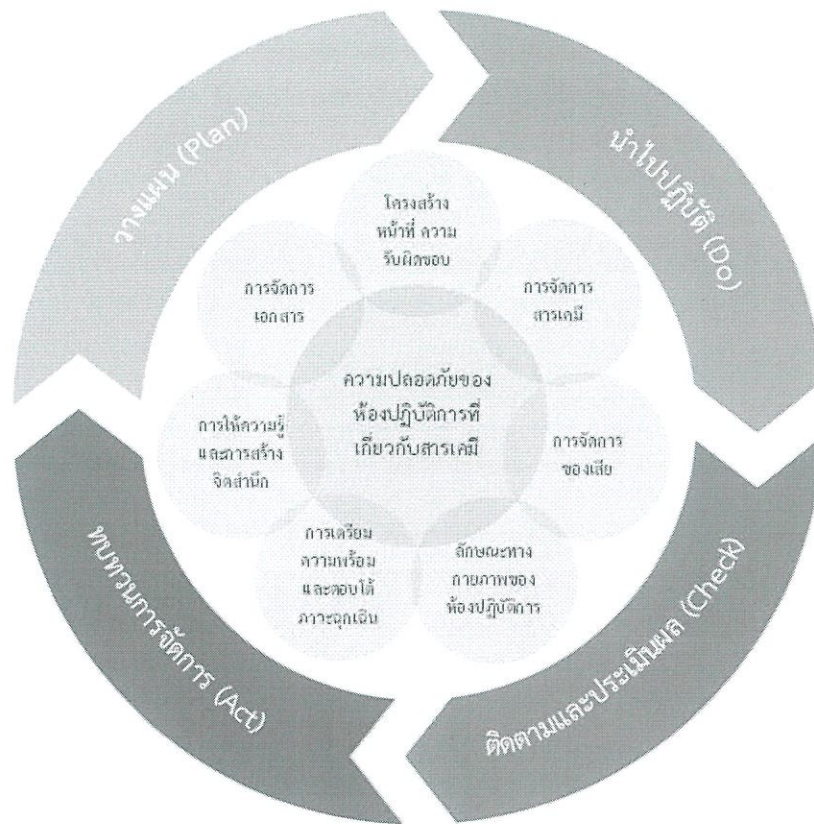 วางแผน (Plan)
นำไปปฏิบัติ (Do)
ติดตามและประเมินผล (Check)
ทบทวนการจัดการ (Act)
โครงสร้าง
หน้าที่ ความ
รับผิดชอบ
การจัดการ
สารเคมี
การจัดการ
ของเสีย
ลักษณะทาง
กายภาพของ
ห้องปฏิบัติการ
การเตรียม
ความพร้อม
และตอบโต้
ภาวะฉุกเฉิน
การให้ความรู้
และการสร้าง
จิตสำนึก
การจัดการ
เอกสาร
ความปลอดภัยของ
ห้องปฏิบัติการที่
เกี่ยวกับสารเคมี